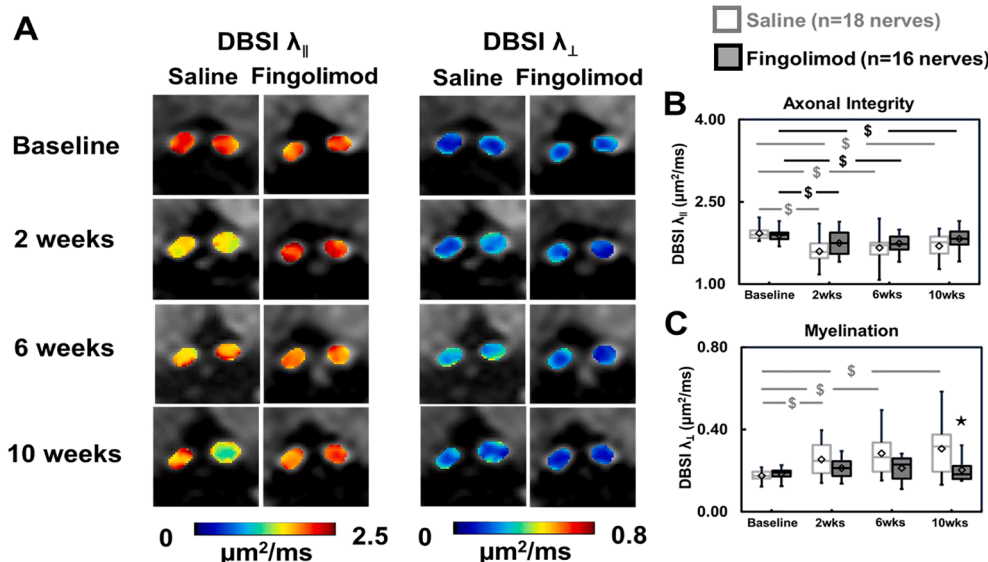 A
DBSI λ∥
DBSI λ⊥
Saline Fingolimod
Saline Fingolimod
Baseline
2 weeks
6 weeks
10 weeks
0 2.5
μm²/ms
0 0.8
μm²/ms
Saline (n=18 nerves)
Fingolimod (n=16 nerves)
B
Axonal Integrity
DBSI λ∥ (μm²/ms)
4.00
2.50
1.00
$
$
$
$
$
$
Baseline 2wks 6wks 10wks
C
Myelination
DBSI λ⊥ (μm²/ms)
0.80
0.40
0.00
$
$
$
★
Baseline 2wks 6wks 10wks